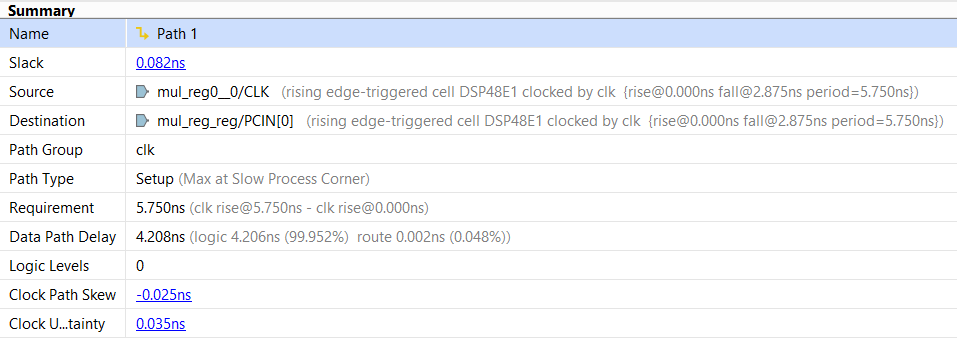 Summary
Name Path 1
Slack 0.082ns
Source mul_reg0__0/CLK (rising edge-triggered cell DSP48E1 clocked by clk {rise@0.000ns fall@2.875ns period=5.750ns})
Destination mul_reg_reg/PCIN[0] (rising edge-triggered cell DSP48E1 clocked by clk {rise@0.000ns fall@2.875ns period=5.750ns})
Path Group clk
Path Type Setup (Max at Slow Process Corner)
Requirement 5.750ns (clk rise@5.750ns - clk rise@0.000ns)
Data Path Delay 4.208ns (logic 4.206ns (99.952%) route 0.002ns (0.048%))
Logic Levels 0
Clock Path Skew -0.025ns
Clock U...tainty 0.035ns